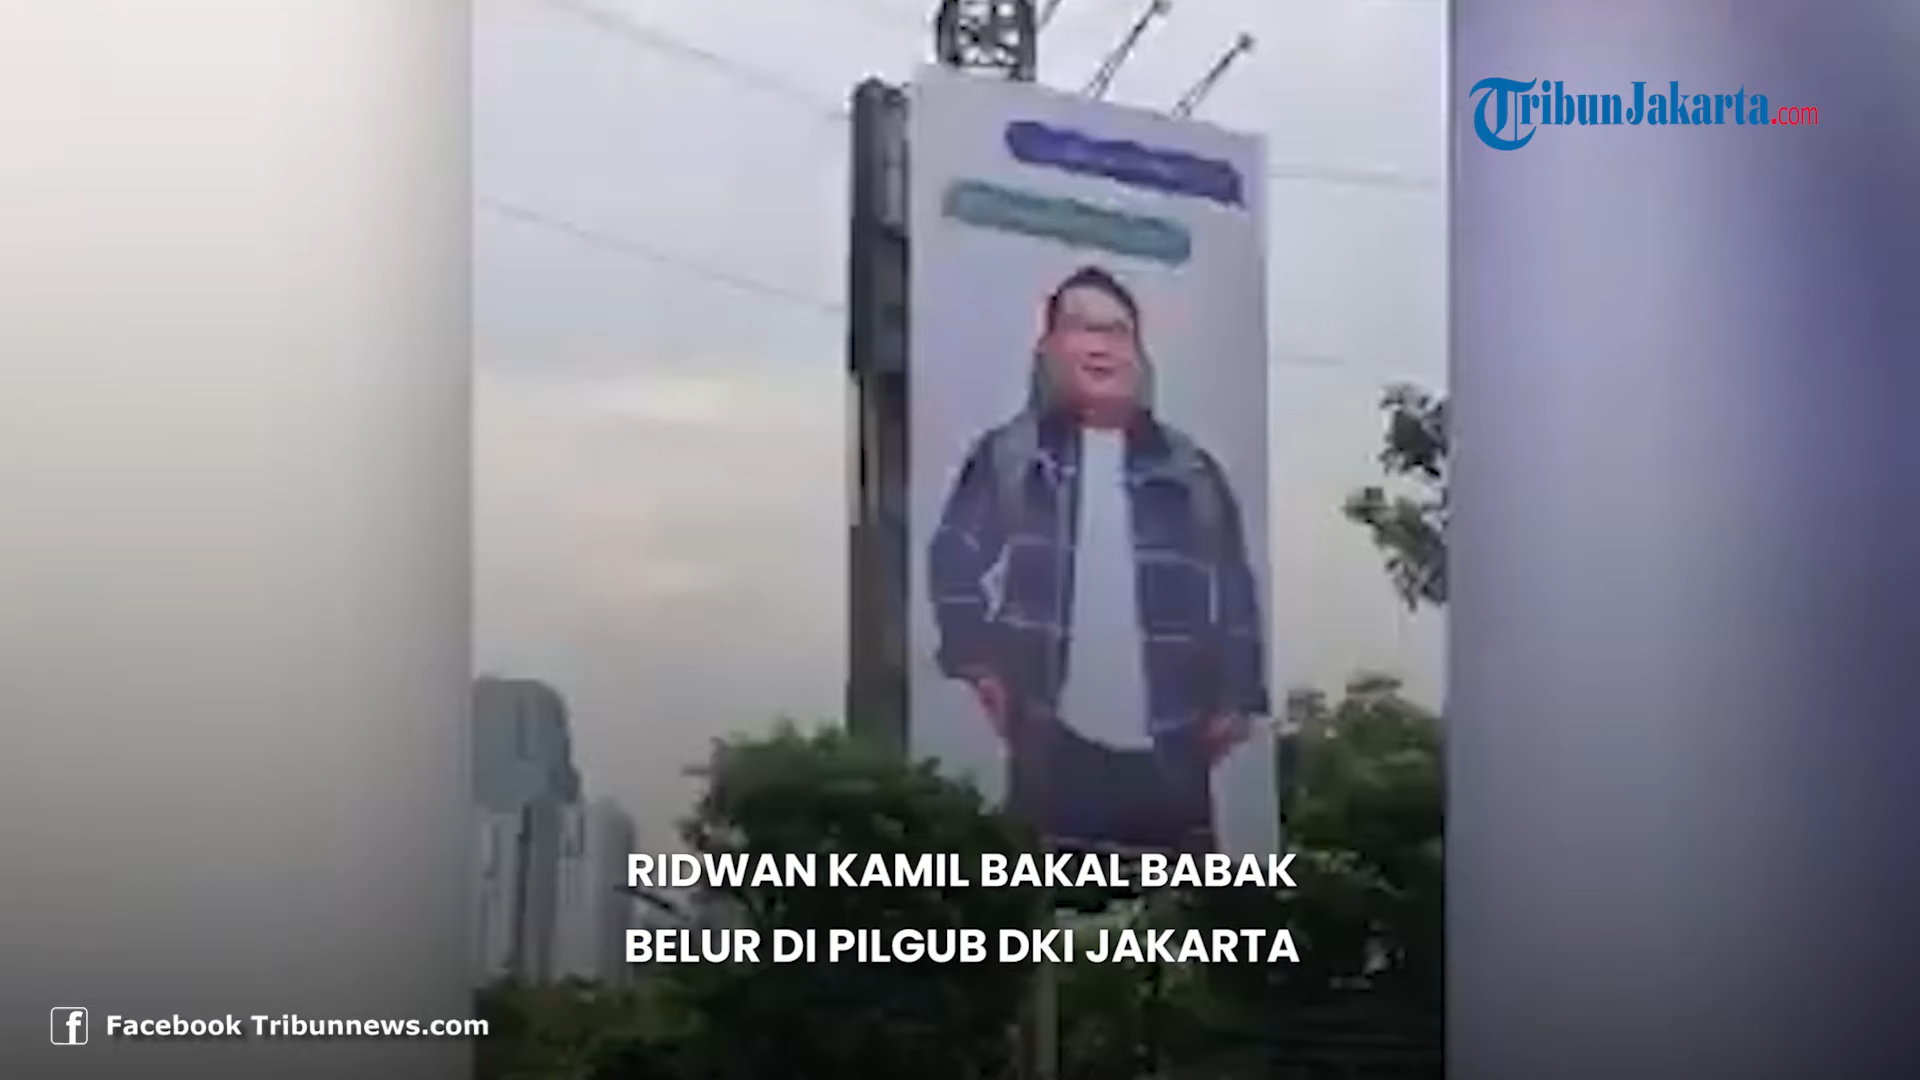 TribunJakarta.com
RIDWAN KAMIL BAKAL BABAK
BELUR DI PILGUB DKI JAKARTA
Facebook Tribunnews.com